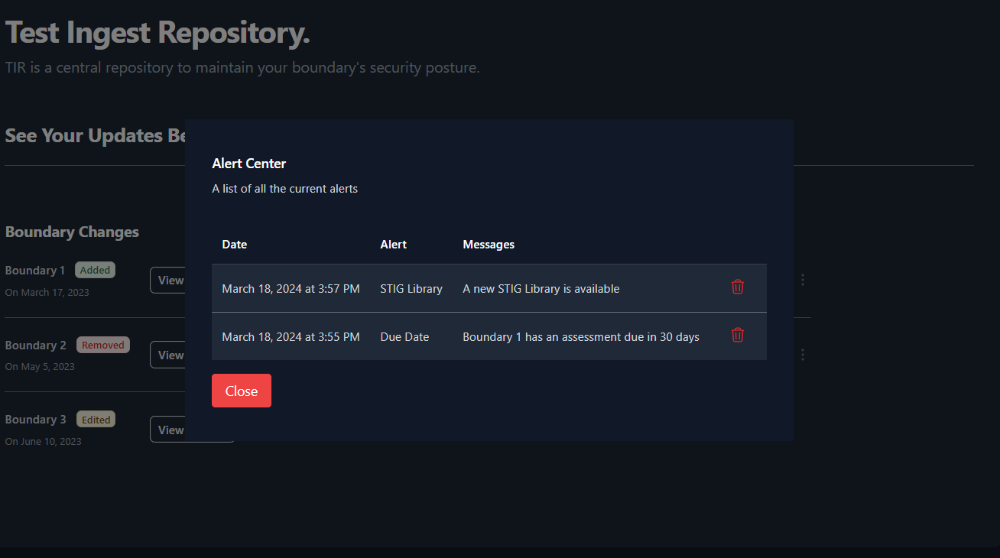 Test Ingest Repository.
TIR is a central repository to maintain your boundary's security posture.
See Your Updates Be
Alert Center
A list of all the current alerts
Date Alert Messages
March 18, 2024 at 3:57 PM STIG Library A new STIG Library is available
March 18, 2024 at 3:55 PM Due Date Boundary 1 has an assessment due in 30 days
Close
Boundary Changes
Boundary 1 Added
On March 17, 2023
View
Boundary 2 Removed
On May 5, 2023
View
Boundary 3 Edited
On June 10, 2023
View